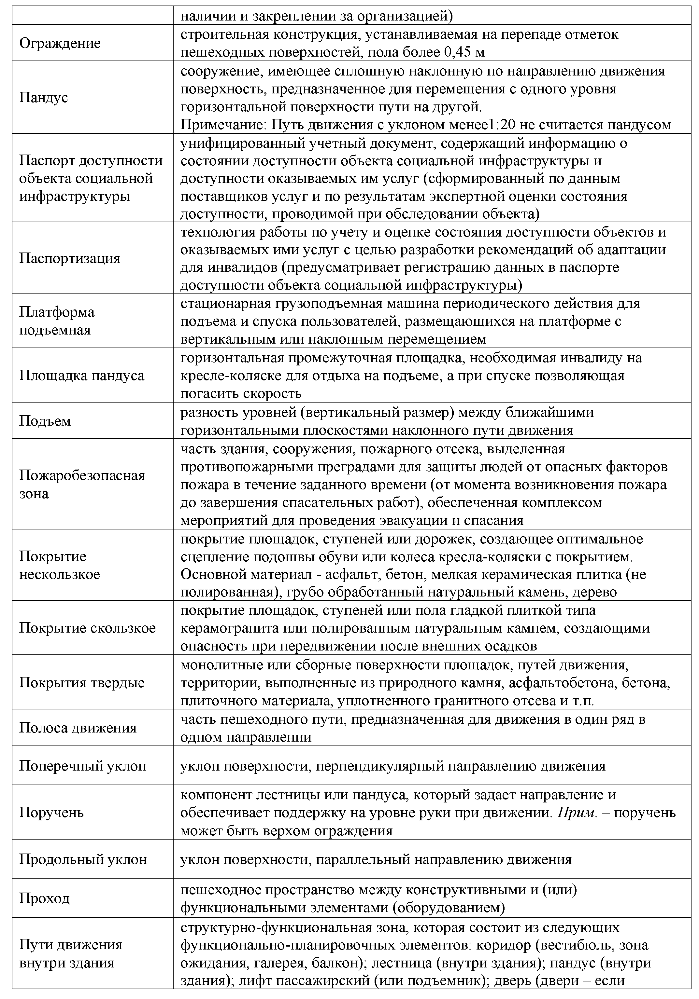 наличии и закреплении за организацией)
Ограждение
строительная конструкция, устанавливаемая на перепаде отметок
пешеходных поверхностей, пола более 0,45 м
Пандус
сооружение, имеющее сплошную наклонную по направлению движения
поверхность, предназначенное для перемещения с одного уровня
горизонтальной поверхности пути на другой.
Примечание: Путь движения с уклоном менее1:20 не считается пандусом
Паспорт доступности
объекта социальной
инфраструктуры
унифицированный учетный документ, содержащий информацию о
состоянии доступности объекта социальной инфраструктуры и
доступности оказываемых им услуг (сформированный по данным
поставщиков услуг и по результатам экспертной оценки состояния
доступности, проводимой при обследовании объекта)
Паспортизация
технология работы по учету и оценке состояния доступности объектов и
оказываемых ими услуг с целью разработки рекомендаций об адаптации
для инвалидов (предусматривает регистрацию данных в паспорте
доступности объекта социальной инфраструктуры)
Платформа
подъемная
стационарная грузоподъемная машина периодического действия для
подъема и спуска пользователей, размещающихся на платформе с
вертикальным или наклонным перемещением
Площадка пандуса
горизонтальная промежуточная площадка, необходимая инвалиду на
кресле-коляске для отдыха на подъеме, а при спуске позволяющая
погасить скорость
Подъем
разность уровней (вертикальный размер) между ближайшими
горизонтальными плоскостями наклонного пути движения
Пожаробезопасная
зона
часть здания, сооружения, пожарного отсека, выделенная
противопожарными преградами для защиты людей от опасных факторов
пожара в течение заданного времени (от момента возникновения пожара
до завершения спасательных работ), обеспеченная комплексом
мероприятий для проведения эвакуации и спасания
Покрытие
нескользкое
покрытие площадок, ступеней или дорожек, создающее оптимальное
сцепление подошвы обуви или колеса кресла-коляски с покрытием.
Основной материал - асфальт, бетон, мелкая керамическая плитка (не
полированная), грубо обработанный натуральный камень, дерево
Покрытие скользкое
покрытие площадок, ступеней или пола гладкой плиткой типа
керамогранита или полированным натуральным камнем, создающими
опасность при передвижении после внешних осадков
Покрытия твердые
монолитные или сборные поверхности площадок, путей движения,
территории, выполненные из природного камня, асфальтобетона, бетона,
плиточного материала, уплотненного гранитного отсева и т.п.
Полоса движения
часть пешеходного пути, предназначенная для движения в один ряд в
одном направлении
Поперечный уклон
уклон поверхности, перпендикулярный направлению движения
Поручень
компонент лестницы или пандуса, который задает направление и
обеспечивает поддержку на уровне руки при движении. Прим. – поручень
может быть верхом ограждения
Продольный уклон
уклон поверхности, параллельный направлению движения
Проход
пешеходное пространство между конструктивными и (или)
функциональными элементами (оборудованием)
Пути движения
внутри здания
структурно-функциональная зона, которая состоит из следующих
функционально-планировочных элементов: коридор (вестибюль, зона
ожидания, галерея, балкон); лестница (внутри здания); пандус (внутри
здания); лифт пассажирский (или подъемник); дверь (двери – если